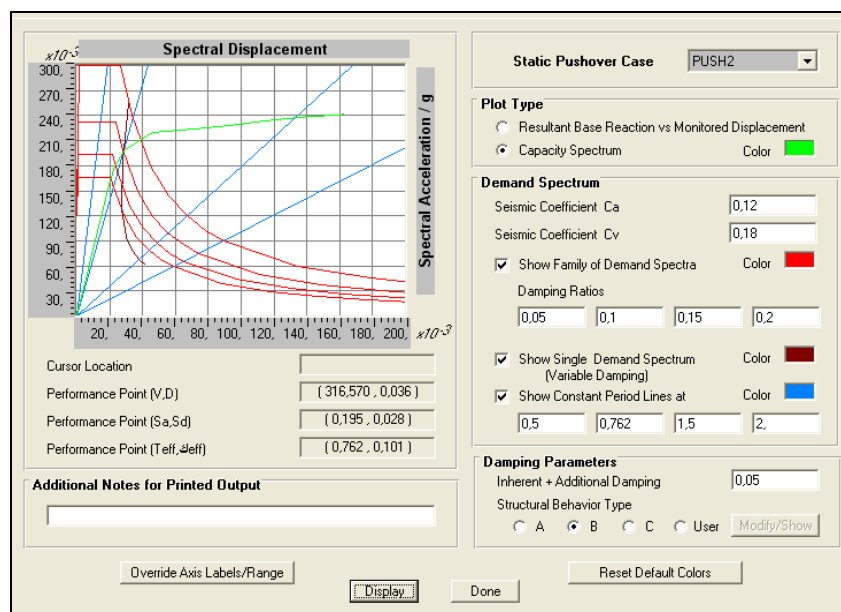 Spectral Displacement
x10-3
300,
270,
240,
210,
180,
150,
120,
90,
60,
30,
Spectral Acceleration / g
20, 40, 60, 80, 100, 120, 140, 160, 180, 200, x10-3
Cursor Location
Performance Point (V,D) ( 316,570 , 0,036 )
Performance Point (Sa,Sd) ( 0,195 , 0,028 )
Performance Point (Teff,ظeff) ( 0,762 , 0,101 )
Additional Notes for Printed Output
Static Pushover Case PUSH2
Plot Type
Resultant Base Reaction vs Monitored Displacement
Capacity Spectrum Color
Demand Spectrum
Seismic Coefficient Ca 0,12
Seismic Coefficient Cv 0,18
Show Family of Demand Spectra Color
Damping Ratios
0,05 0,1 0,15 0,2
Show Single Demand Spectrum Color
(Variable Damping)
Show Constant Period Lines at Color
0,5 0,762 1,5 2,
Damping Parameters
Inherent + Additional Damping 0,05
Structural Behavior Type
A B C User Modify/Show
Override Axis Labels/Range
Reset Default Colors
Display
Done